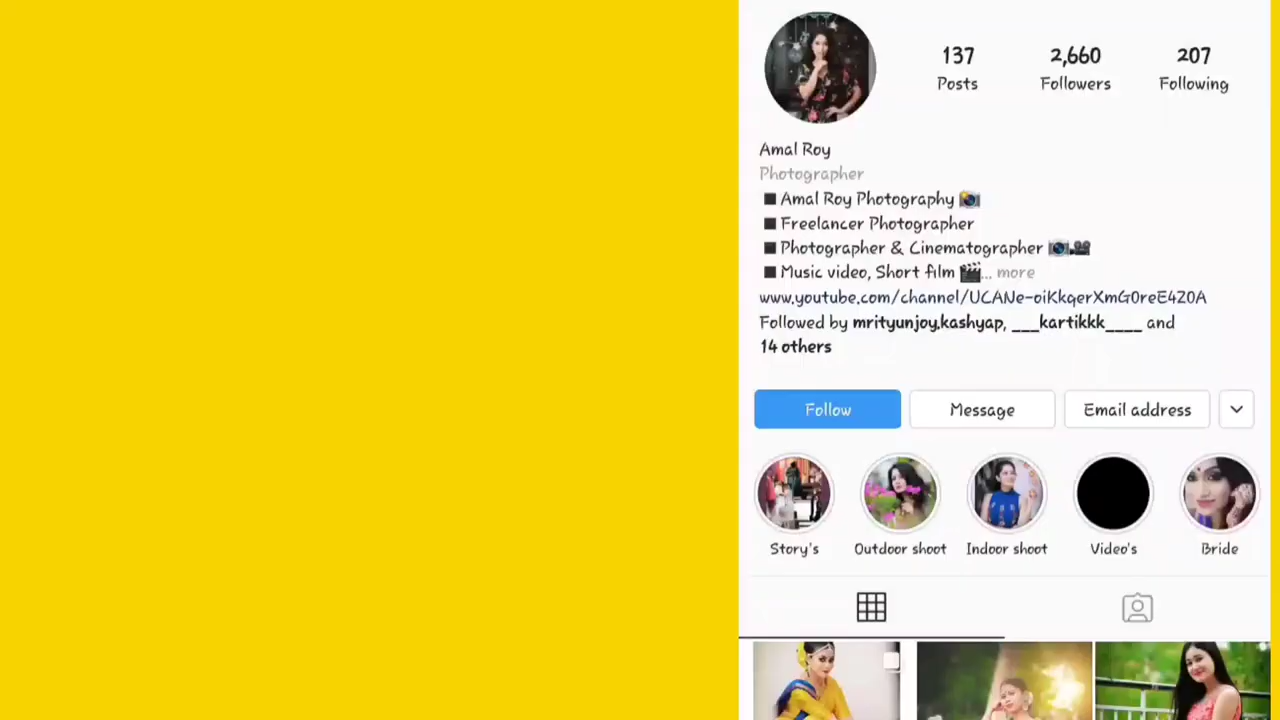 137
2,660
207
Posts
Followers
Following
Amal Roy
Photographer
■ Amal Roy Photography 📸
■ Freelancer Photographer
■ Photographer & Cinematographer 📷🎥
■ Music video, Short film 🎬... more
www.youtube.com/channel/UCANe-oiKkqerXmG0reE4Z0A
Followed by mrityunjoy.kashyap, ___kartikkk____ and
14 others
Follow
Message
Email address
Story's
Outdoor shoot
Indoor shoot
Video's
Bride